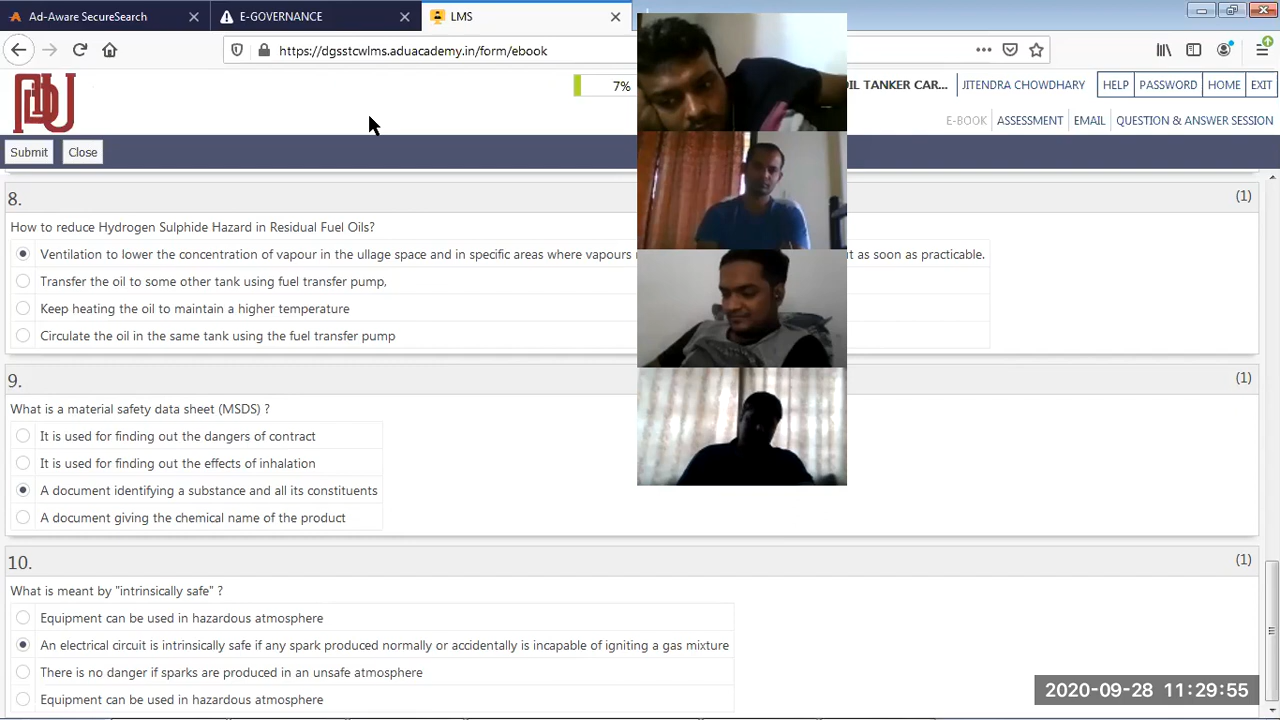 Ad-Aware SecureSearch
E-GOVERNANCE
LMS
https://dgsstcwlms.aduacademy.in/form/ebook
7%
OIL TANKER CAR...
JITENDRA CHOWDHARY
HELP
PASSWORD
HOME
EXIT
E-BOOK
ASSESSMENT
EMAIL
QUESTION & ANSWER SESSION
Submit
Close
8. (1)
How to reduce Hydrogen Sulphide Hazard in Residual Fuel Oils?
Ventilation to lower the concentration of vapour in the ullage space and in specific areas where vapours as soon as practicable.
Transfer the oil to some other tank using fuel transfer pump,
Keep heating the oil to maintain a higher temperature
Circulate the oil in the same tank using the fuel transfer pump
9. (1)
What is a material safety data sheet (MSDS) ?
It is used for finding out the dangers of contract
It is used for finding out the effects of inhalation
A document identifying a substance and all its constituents
A document giving the chemical name of the product
10. (1)
What is meant by "intrinsically safe" ?
Equipment can be used in hazardous atmosphere
An electrical circuit is intrinsically safe if any spark produced normally or accidentally is incapable of igniting a gas mixture
There is no danger if sparks are produced in an unsafe atmosphere
Equipment can be used in hazardous atmosphere
2020-09-28 11:29:55